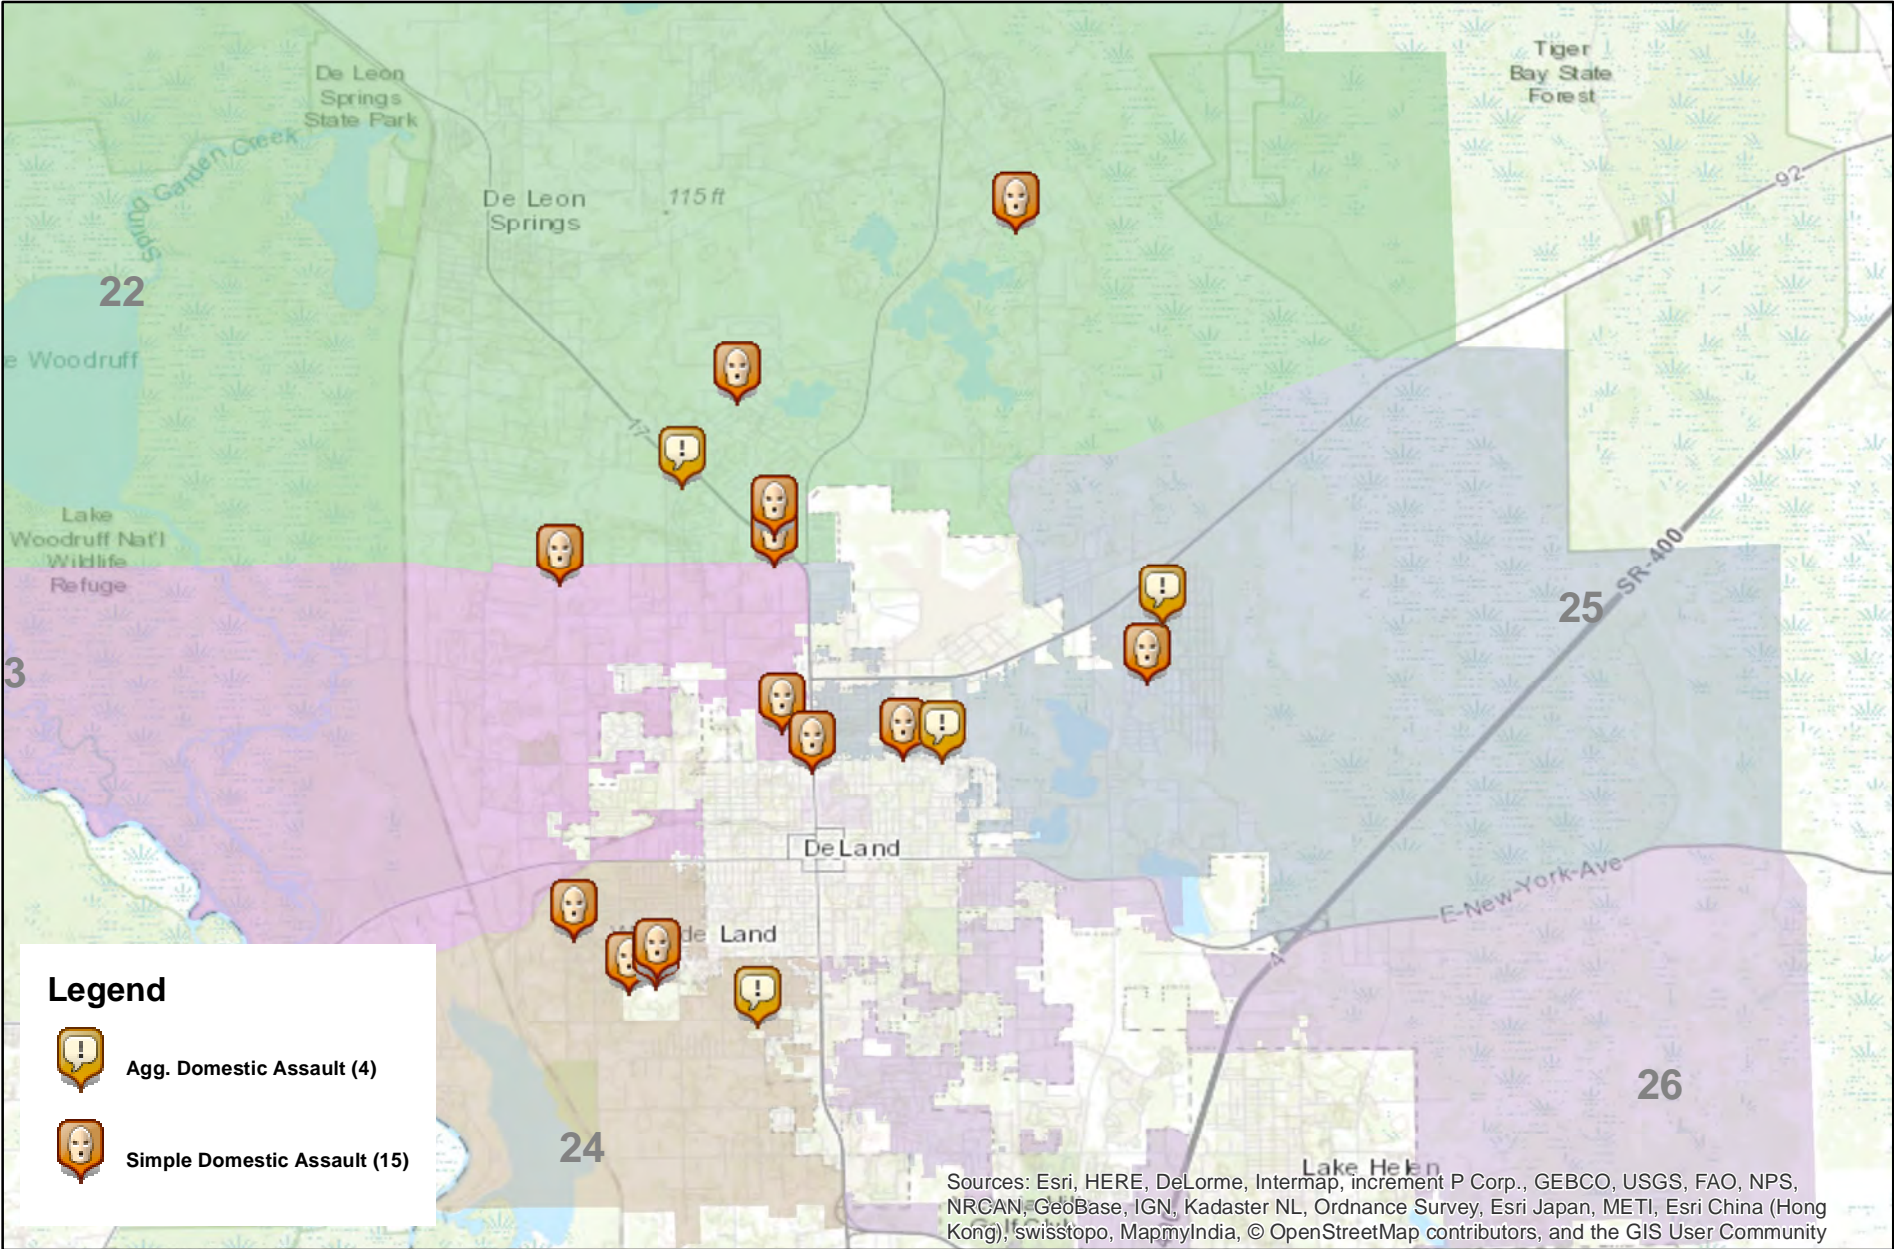 Tiger
Bay State
Forest
De Leon
Springs
State Park
Spring Garden Creek
92
De Leon
Springs
115 ft
22
e Woodruff
17
Lake
Woodruff Nat'l
Wildlife
Refuge
SR-400
25
3
DeLand
E-New-York-Ave
de Land
4
Legend
Agg. Domestic Assault (4)
Simple Domestic Assault (15)
24
26
Lake Helen
Sources: Esri, HERE, DeLorme, Intermap, increment P Corp., GEBCO, USGS, FAO, NPS,
NRCAN, GeoBase, IGN, Kadaster NL, Ordnance Survey, Esri Japan, METI, Esri China (Hong
Kong), swisstopo, MapmyIndia, © OpenStreetMap contributors, and the GIS User Community